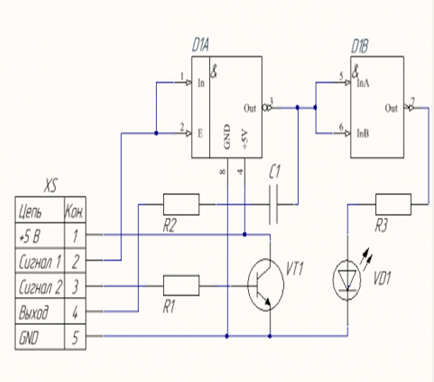 D1A
D1B
&
&
1
In
2
E
Out
3
GND
+5V
8
4
5
InA
6
InB
Out
7
C1
R2
R3
XS
Цепь Кон.
+5 В 1
Сигнал 1 2
Сигнал 2 3
Выход 4
GND 5
R1
VT1
VD1